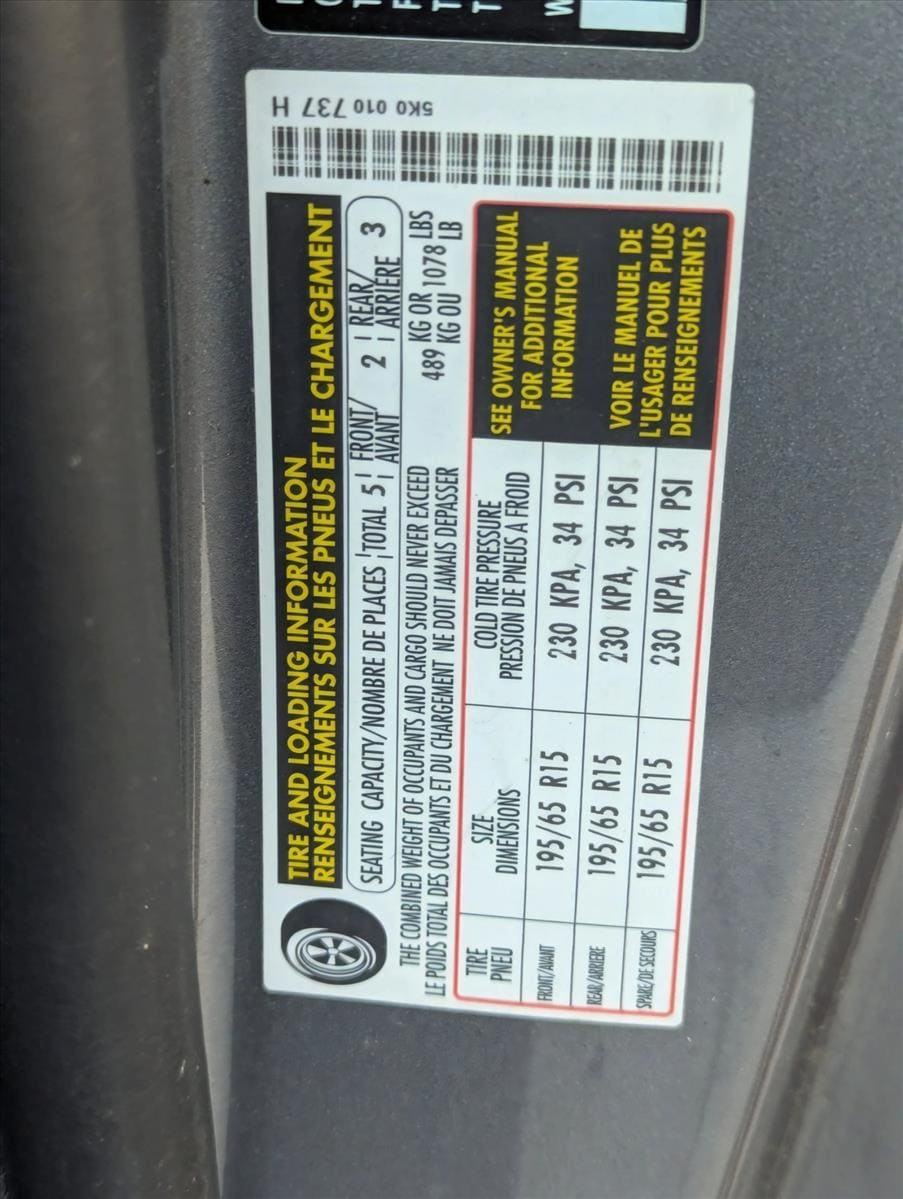 5K0 010 737 H
TIRE AND LOADING INFORMATION
RENSEIGNEMENTS SUR LES PNEUS ET LE CHARGEMENT
SEATING CAPACITY/NOMBRE DE PLACES TOTAL 5 FRONT/AVANT 2 REAR/ARRIÈRE 3
THE COMBINED WEIGHT OF OCCUPANTS AND CARGO SHOULD NEVER EXCEED 489 KG OR 1078 LBS
LE POIDS TOTAL DES OCCUPANTS ET DU CHARGEMENT NE DOIT JAMAIS DEPASSER KG OU LB
TIRE SIZE COLD TIRE PRESSURE
PNEU DIMENSIONS PRESSION DE PNEUS A FROID
FRONT/AVANT 195/65 R15 230 KPA, 34 PSI
REAR/ARRIERE 195/65 R15 230 KPA, 34 PSI
SPARE/DE SECOURS 195/65 R15 230 KPA, 34 PSI
SEE OWNER'S MANUAL
FOR ADDITIONAL
INFORMATION
VOIR LE MANUEL DE
L'USAGER POUR PLUS
DE RENSEIGNEMENTS